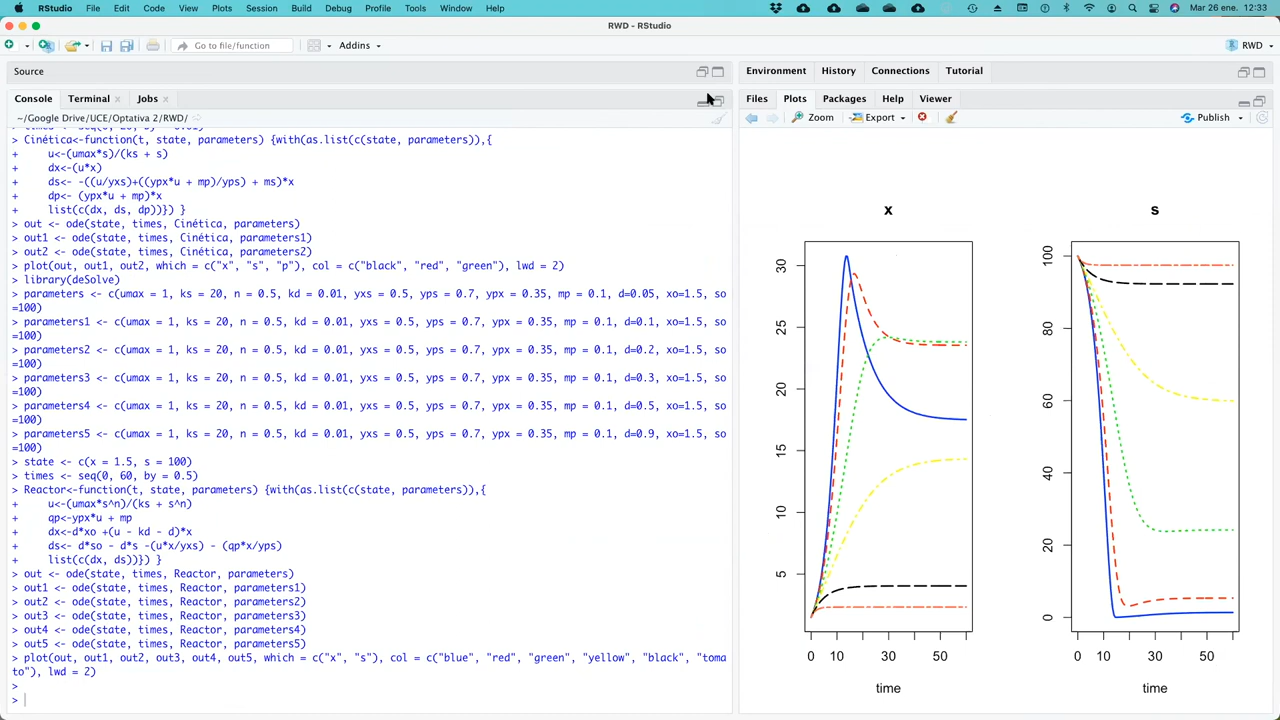 RStudio File Edit Code View Plots Session Build Debug Profile Tools Window Help
Mar 26 ene. 12:33
RWD - RStudio
Go to file/function
Addins
RWD
Source
Environment History Connections Tutorial
Console Terminal Jobs
Files Plots Packages Help Viewer
~/Google Drive/UCE/Optativa 2/RWD/
Zoom Export Publish
> Cinética<-function(t, state, parameters) {with(as.list(c(state, parameters)),{
+ u<-(umax*s)/(ks + s)
+ dx<-(u*x)
+ ds<- -((u/yxs)+((ypx*u + mp)/yps) + ms)*x
+ dp<- (ypx*u + mp)*x
+ list(c(dx, ds, dp))}) }
> out <- ode(state, times, Cinética, parameters)
> out1 <- ode(state, times, Cinética, parameters1)
> out2 <- ode(state, times, Cinética, parameters2)
> plot(out, out1, out2, which = c("x", "s", "p"), col = c("black", "red", "green"), lwd = 2)
> library(deSolve)
> parameters <- c(umax = 1, ks = 20, n = 0.5, kd = 0.01, yxs = 0.5, yps = 0.7, ypx = 0.35, mp = 0.1, d=0.05, xo=1.5, so
=100)
> parameters1 <- c(umax = 1, ks = 20, n = 0.5, kd = 0.01, yxs = 0.5, yps = 0.7, ypx = 0.35, mp = 0.1, d=0.1, xo=1.5, so
=100)
> parameters2 <- c(umax = 1, ks = 20, n = 0.5, kd = 0.01, yxs = 0.5, yps = 0.7, ypx = 0.35, mp = 0.1, d=0.2, xo=1.5, so
=100)
> parameters3 <- c(umax = 1, ks = 20, n = 0.5, kd = 0.01, yxs = 0.5, yps = 0.7, ypx = 0.35, mp = 0.1, d=0.3, xo=1.5, so
=100)
> parameters4 <- c(umax = 1, ks = 20, n = 0.5, kd = 0.01, yxs = 0.5, yps = 0.7, ypx = 0.35, mp = 0.1, d=0.5, xo=1.5, so
=100)
> parameters5 <- c(umax = 1, ks = 20, n = 0.5, kd = 0.01, yxs = 0.5, yps = 0.7, ypx = 0.35, mp = 0.1, d=0.9, xo=1.5, so
=100)
> state <- c(x = 1.5, s = 100)
> times <- seq(0, 60, by = 0.5)
> Reactor<-function(t, state, parameters) {with(as.list(c(state, parameters)),{
+ u<-(umax*s^n)/(ks + s^n)
+ qp<-ypx*u + mp
+ dx<-d*xo +(u - kd - d)*x
+ ds<- d*so - d*s -(u*x/yxs) - (qp*x/yps)
+ list(c(dx, ds))}) }
> out <- ode(state, times, Reactor, parameters)
> out1 <- ode(state, times, Reactor, parameters1)
> out2 <- ode(state, times, Reactor, parameters2)
> out3 <- ode(state, times, Reactor, parameters3)
> out4 <- ode(state, times, Reactor, parameters4)
> out5 <- ode(state, times, Reactor, parameters5)
> plot(out, out1, out2, out3, out4, out5, which = c("x", "s"), col = c("blue", "red", "green", "yellow", "black", "toma
to"), lwd = 2)
>
>
x
30
25
20
15
10
5
0 10 30 50
time
s
100
80
60
40
20
0
0 10 30 50
time